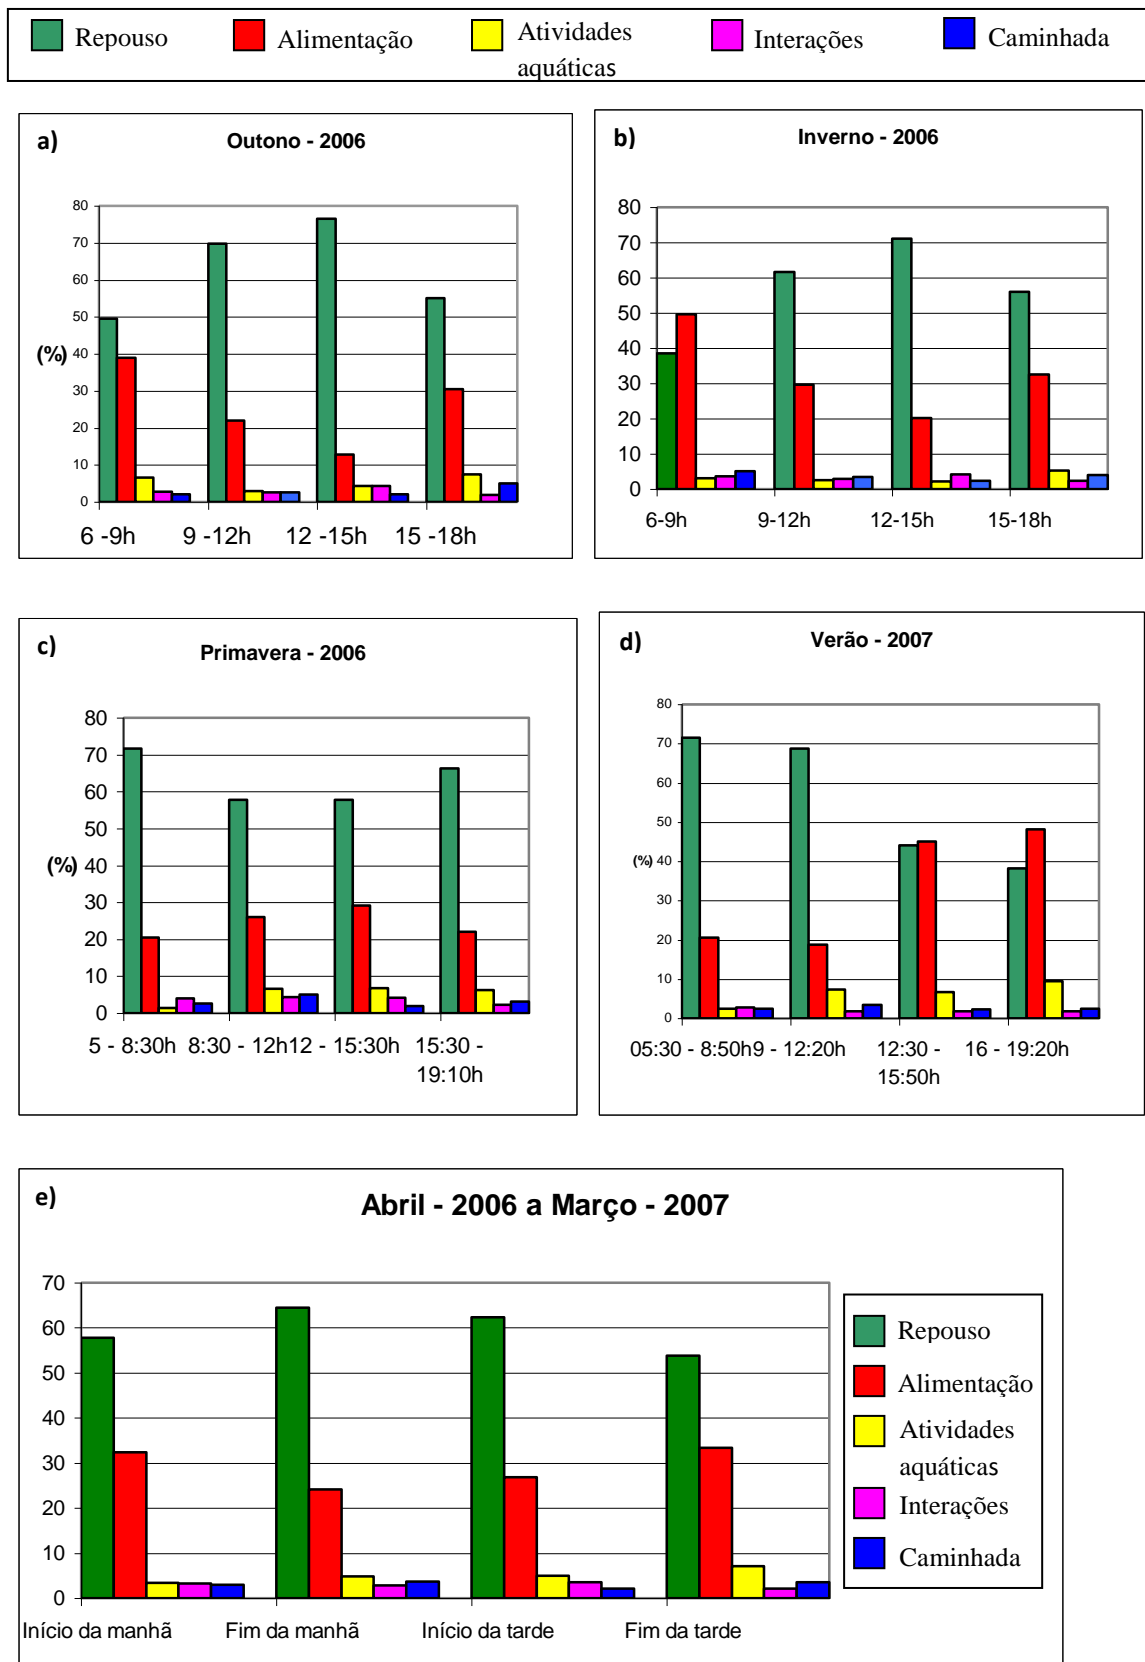 Repouso
Alimentação
Atividades
aquáticas
Interações
Caminhada
a)
Outono - 2006
80
70
60
50
(%)
40
30
20
10
0
6 -9h
9 -12h
12 -15h
15 -18h
b)
Inverno - 2006
80
70
60
50
40
30
20
10
0
6-9h
9-12h
12-15h
15-18h
c)
Primavera - 2006
80
70
60
50
(%)
40
30
20
10
0
5 - 8:30h
8:30 - 12h
12 - 15:30h
15:30 -
19:10h
d)
Verão - 2007
80
70
60
50
(%)
40
30
20
10
0
05:30 - 8:50h
9 - 12:20h
12:30 -
15:50h
16 - 19:20h
e)
Abril - 2006 a Março - 2007
70
60
50
40
30
20
10
0
Início da manhã
Fim da manhã
Início da tarde
Fim da tarde
Repouso
Alimentação
Atividades
aquáticas
Interações
Caminhada